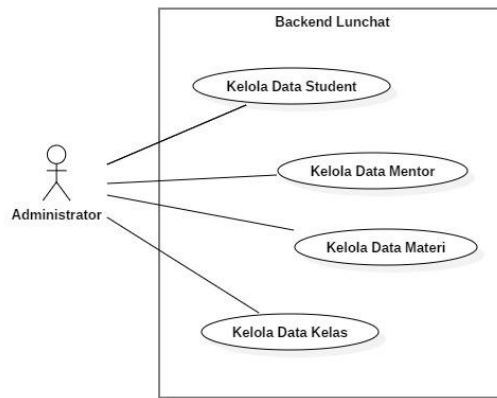 Backend Lunchat
Kelola Data Student
Kelola Data Mentor
Administrator
Kelola Data Materi
Kelola Data Kelas